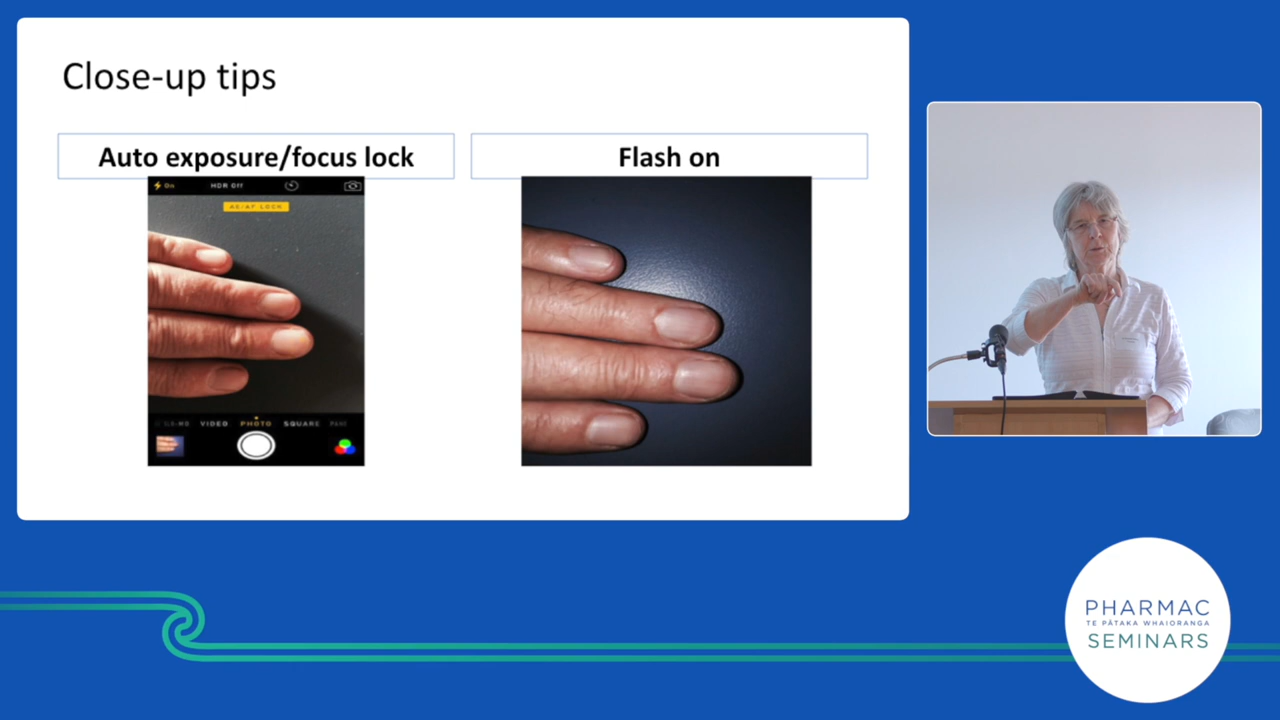 Close-up tips
Auto exposure/focus lock
Flash on
On
HDR Off
AE/AF LOCK
VIDEO PHOTO SQUARE
PHARMAC
TE PĀTAKA WHAIORANGA
SEMINARS